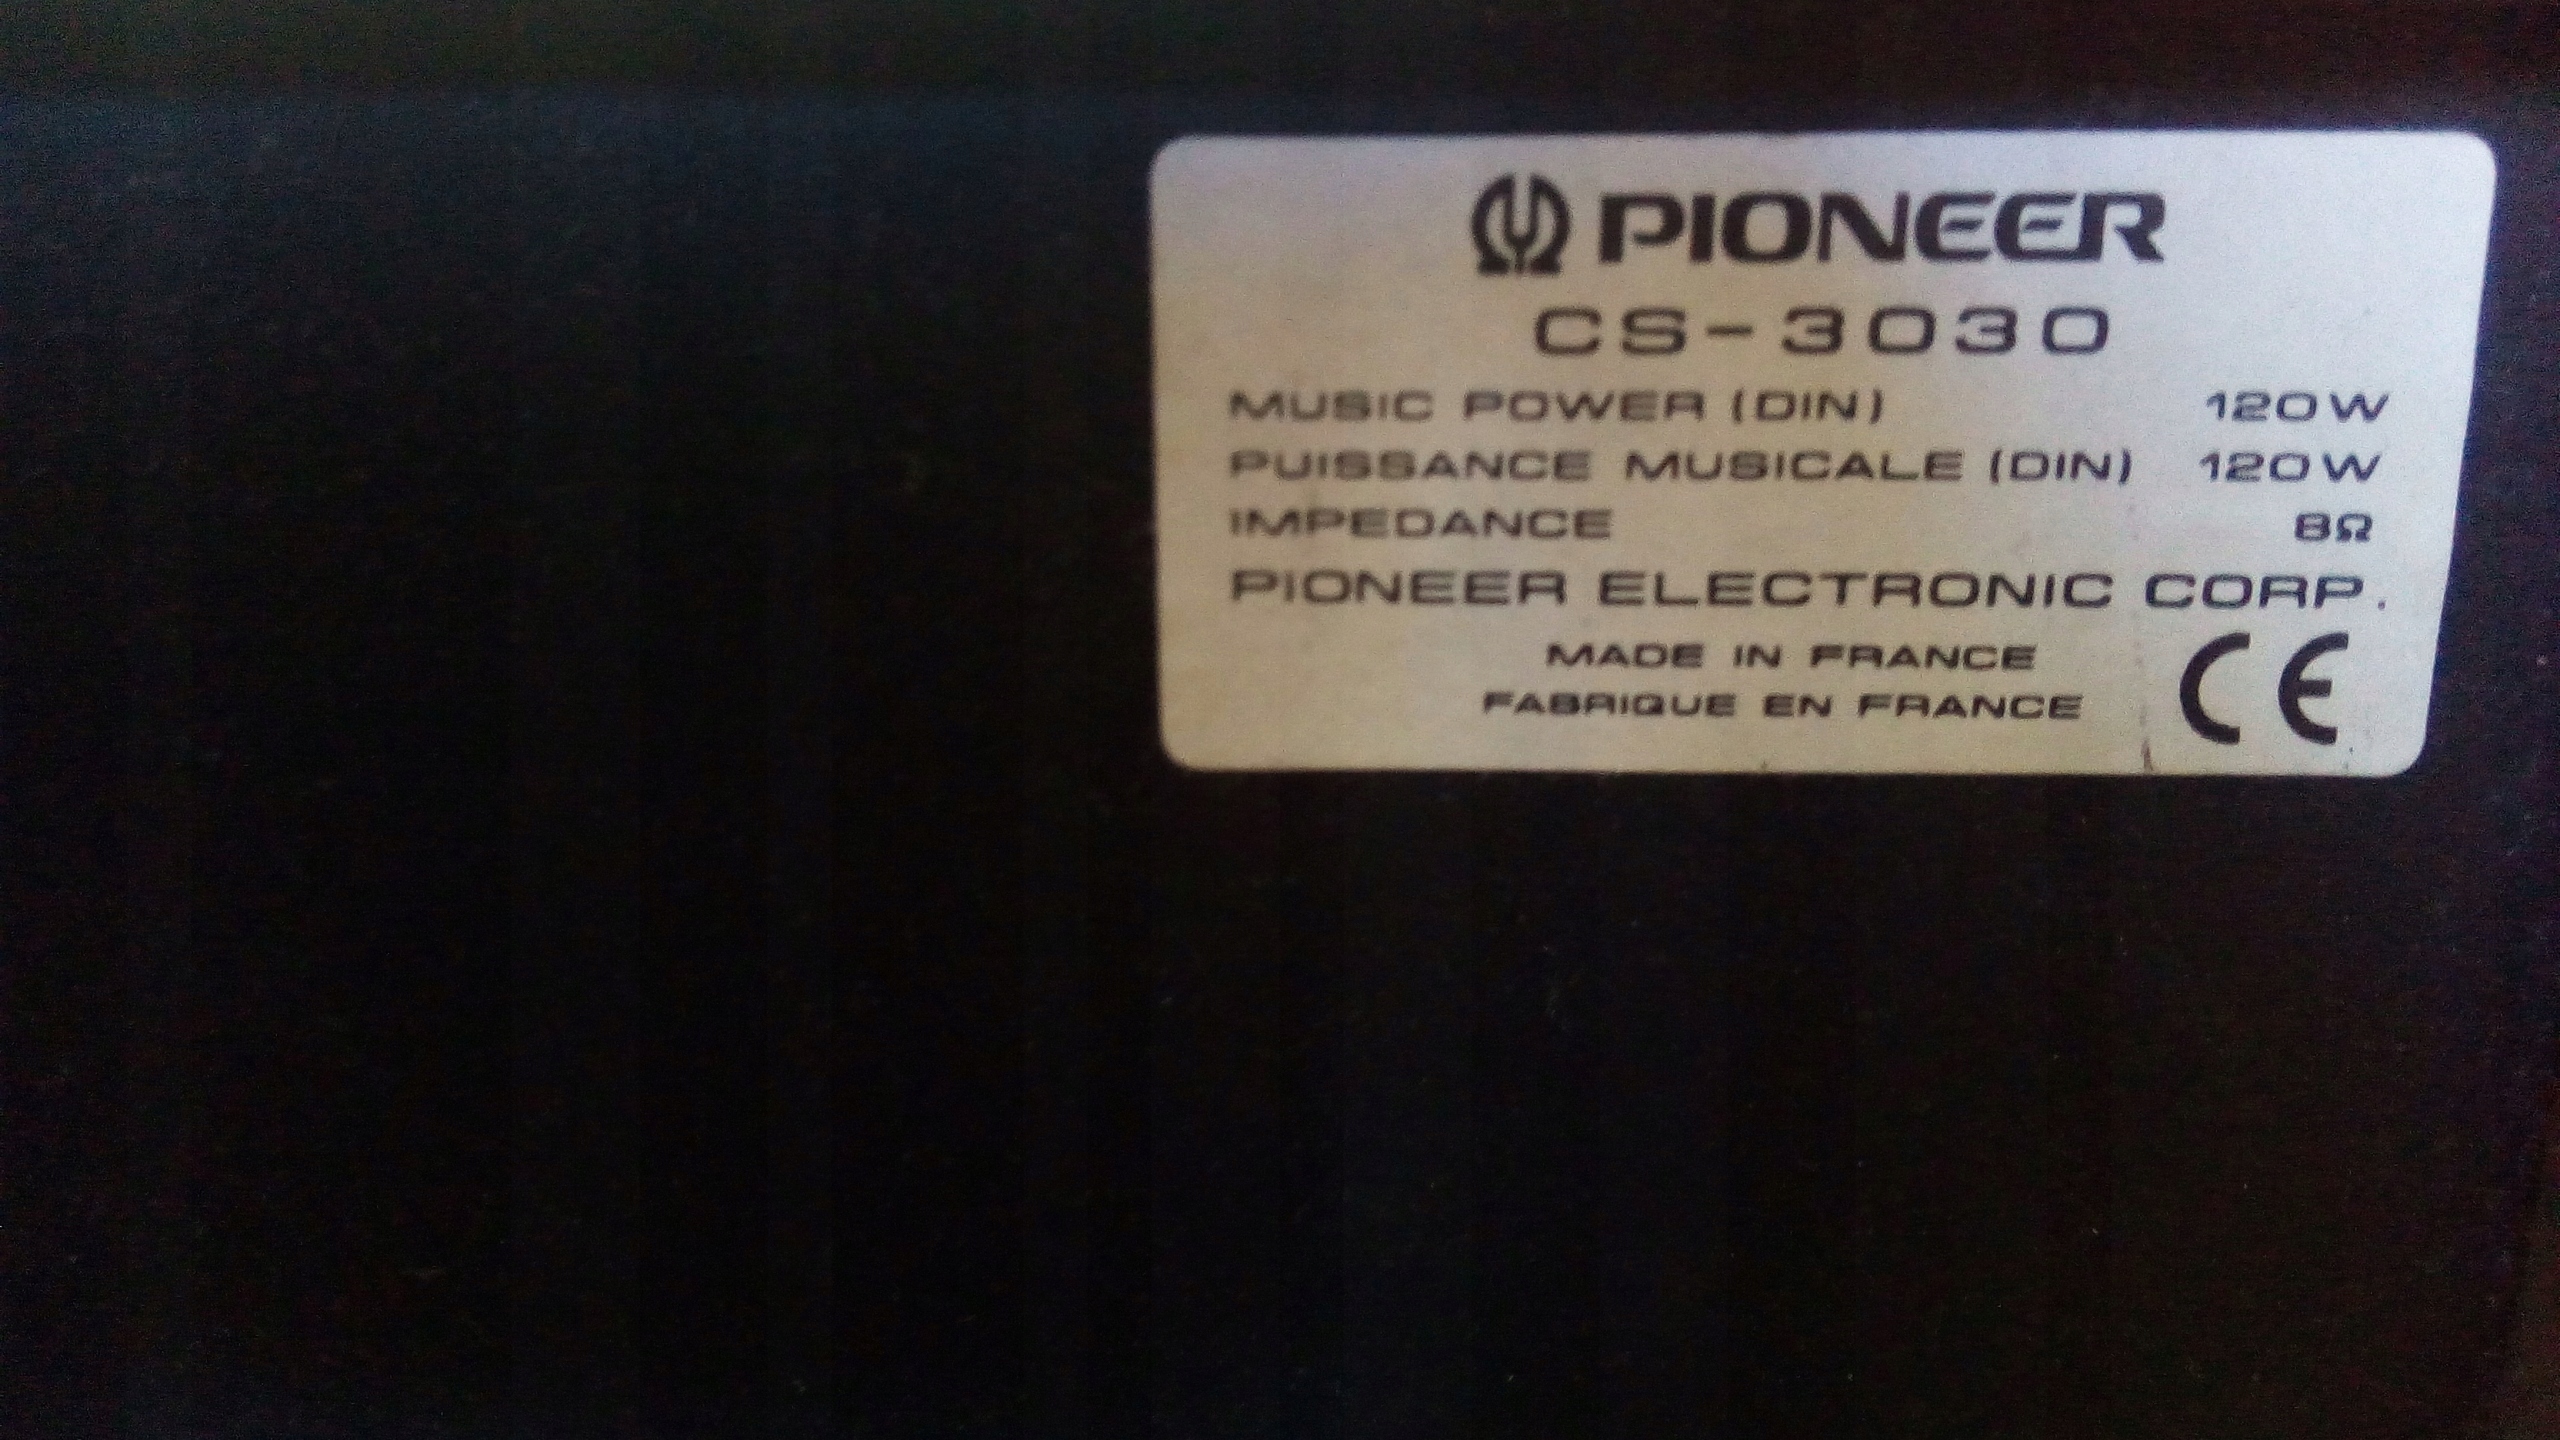 PIONEER
CS-3030
MUSIC POWER (DIN) 120W
PUISSANCE MUSICALE (DIN) 120W
IMPEDANCE 8Ω
PIONEER ELECTRONIC CORP.
MADE IN FRANCE
FABRIQUE EN FRANCE
CE